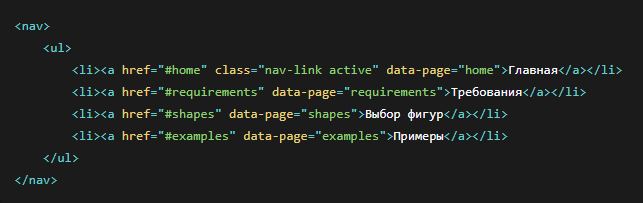 <nav>
<ul>
<li><a href="#home" class="nav-link active" data-page="home">Главная</a></li>
<li><a href="#requirements" data-page="requirements">Требования</a></li>
<li><a href="#shapes" data-page="shapes">Выбор фигур</a></li>
<li><a href="#examples" data-page="examples">Примеры</a></li>
</ul>
</nav>